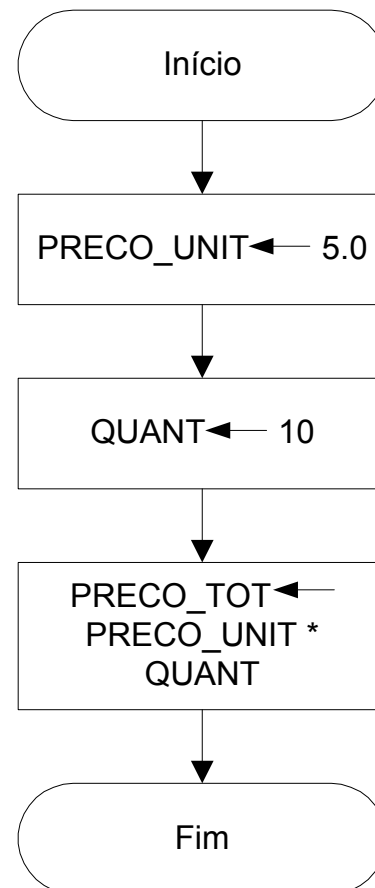 Início
PRECO_UNIT← 5.0
QUANT← 10
PRECO_TOT←
PRECO_UNIT *
QUANT
Fim